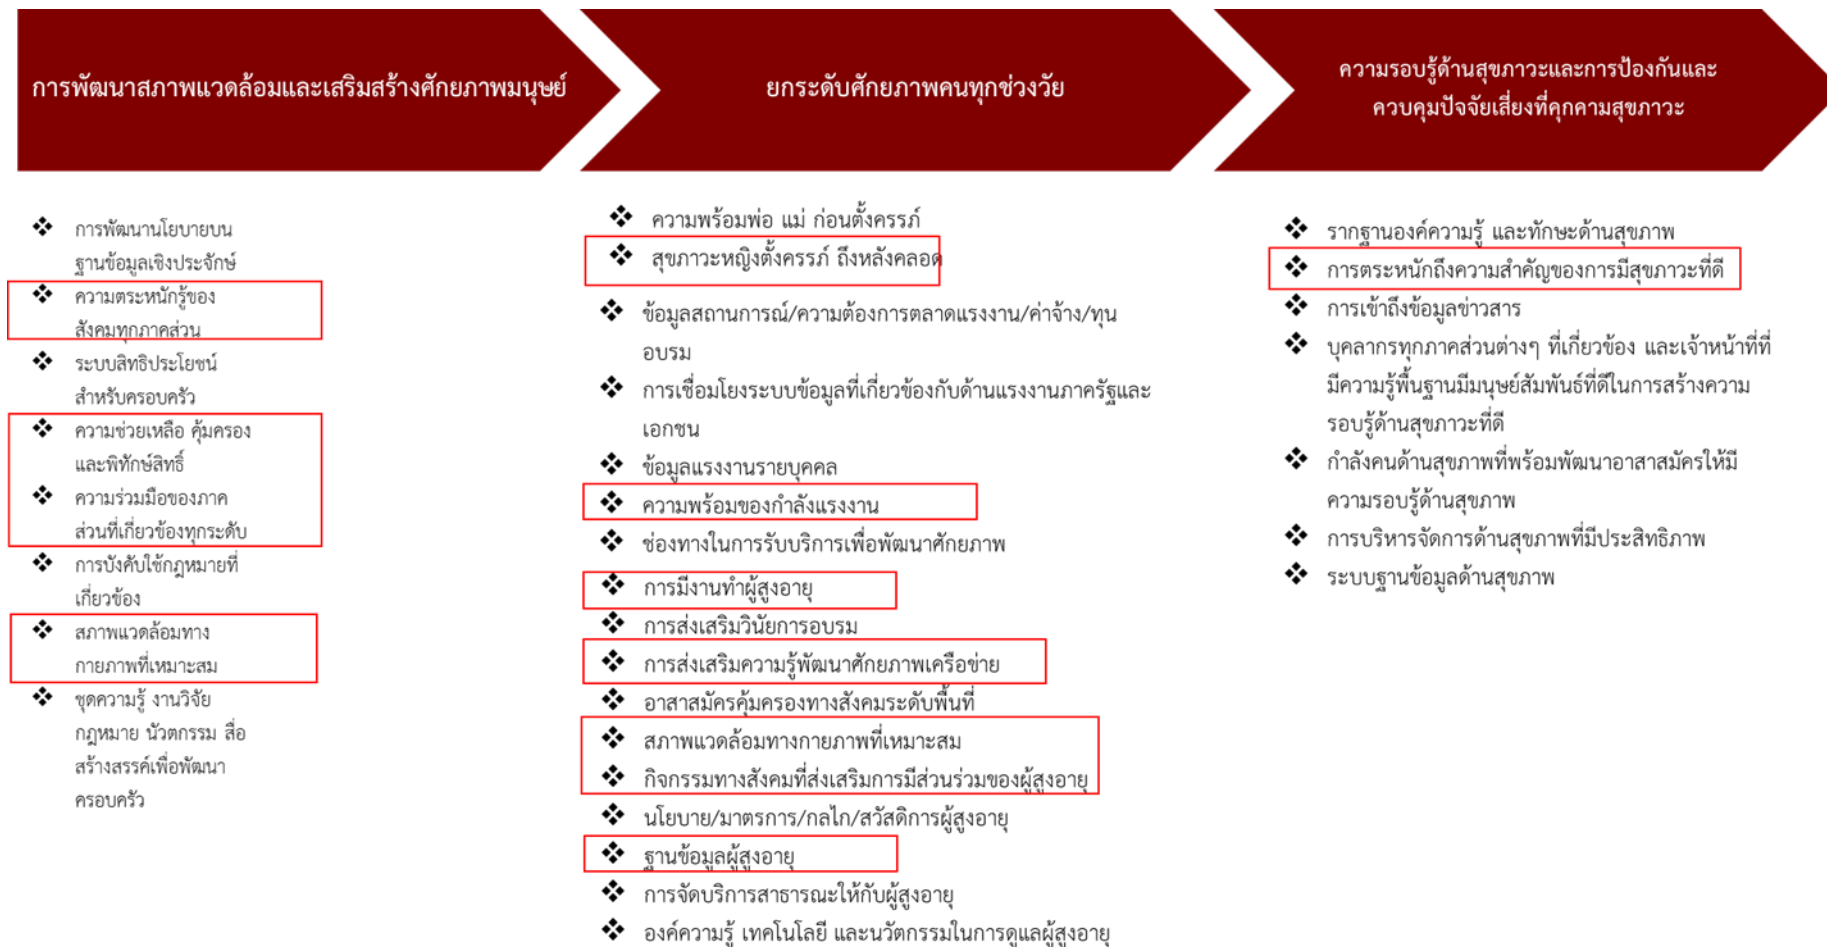 การพัฒนาสภาพแวดล้อมและเสริมสร้างศักยภาพมนุษย์
ยกระดับศักยภาพคนทุกช่วงวัย
ความรอบรู้ด้านสุขภาวะและการป้องกันและ
ควบคุมปัจจัยเสี่ยงที่คุกคามสุขภาวะ
การพัฒนานโยบายบน
ฐานข้อมูลเชิงประจักษ์
ความตระหนักรู้ของ
สังคมทุกภาคส่วน
ระบบสิทธิประโยชน์
สำหรับครอบครัว
ความช่วยเหลือ คุ้มครอง
และพิทักษ์สิทธิ์
ความร่วมมือของภาค
ส่วนที่เกี่ยวข้องทุกระดับ
การบังคับใช้กฎหมายที่
เกี่ยวข้อง
สภาพแวดล้อมทาง
กายภาพที่เหมาะสม
ชุดความรู้ งานวิจัย
กฎหมาย นัวตกรรม สื่อ
สร้างสรรค์เพื่อพัฒนา
ครอบครัว
ความพร้อมพ่อ แม่ ก่อนตั้งครรภ์
สุขภาวะหญิงตั้งครรภ์ ถึงหลังคลอด
ข้อมูลสถานการณ์/ความต้องการตลาดแรงงาน/ค่าจ้าง/ทุน
อบรม
การเชื่อมโยงระบบข้อมูลที่เกี่ยวข้องกับด้านแรงงานภาครัฐและ
เอกชน
ข้อมูลแรงงานรายบุคคล
ความพร้อมของกำลังแรงงาน
ช่องทางในการรับบริการเพื่อพัฒนาศักยภาพ
การมีงานทำผู้สูงอายุ
การส่งเสริมวินัยการอบรม
การส่งเสริมความรู้พัฒนาศักยภาพเครือข่าย
อาสาสมัครคุ้มครองทางสังคมระดับพื้นที่
สภาพแวดล้อมทางกายภาพที่เหมาะสม
กิจกรรมทางสังคมที่ส่งเสริมการมีส่วนร่วมของผู้สูงอายุ
นโยบาย/มาตรการ/กลไก/สวัสดิการผู้สูงอายุ
ฐานข้อมูลผู้สูงอายุ
การจัดบริการสาธารณะให้กับผู้สูงอายุ
องค์ความรู้ เทคโนโลยี และนวัตกรรมในการดูแลผู้สูงอายุ
รากฐานองค์ความรู้ และทักษะด้านสุขภาพ
การตระหนักถึงความสำคัญของการมีสุขภาวะที่ดี
การเข้าถึงข้อมูลข่าวสาร
บุคลากรทุกภาคส่วนต่างๆ ที่เกี่ยวข้อง และเจ้าหน้าที่ที่
มีความรู้พื้นฐานมีมนุษย์สัมพันธ์ที่ดีในการสร้างความ
รอบรู้ด้านสุขภาวะที่ดี
กำลังคนด้านสุขภาพที่พร้อมพัฒนาอาสาสมัครให้มี
ความรอบรู้ด้านสุขภาพ
การบริหารจัดการด้านสุขภาพที่มีประสิทธิภาพ
ระบบฐานข้อมูลด้านสุขภาพ